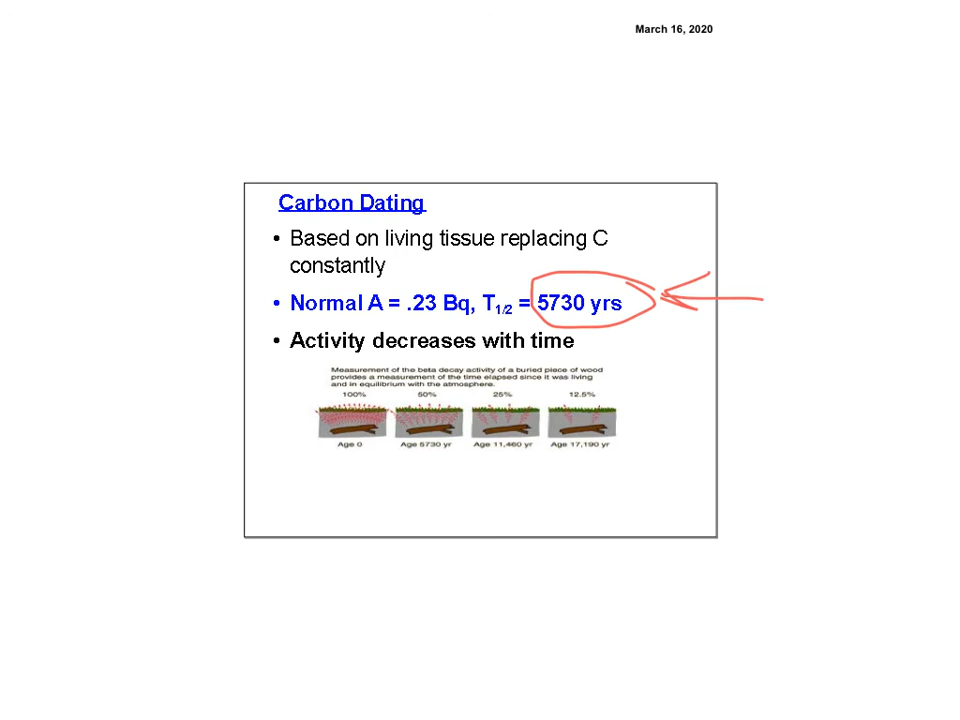 March 16, 2020
Carbon Dating
• Based on living tissue replacing C
constantly
• Normal A = .23 Bq, T1/2 = 5730 yrs
• Activity decreases with time
Measurement of the beta decay activity of a buried piece of wood
provides a measurement of the time elapsed since it was living
and in equilibrium with the atmosphere.
100% 50% 25% 12.5%
Age 0 Age 5730 yr Age 11,460 yr Age 17,190 yr